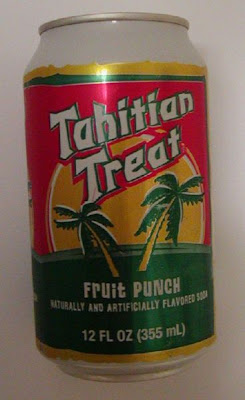 Tahitian
Treat
FRUIT PUNCH
NATURALLY AND ARTIFICIALLY FLAVORED SODA
12 FL OZ (355 mL)